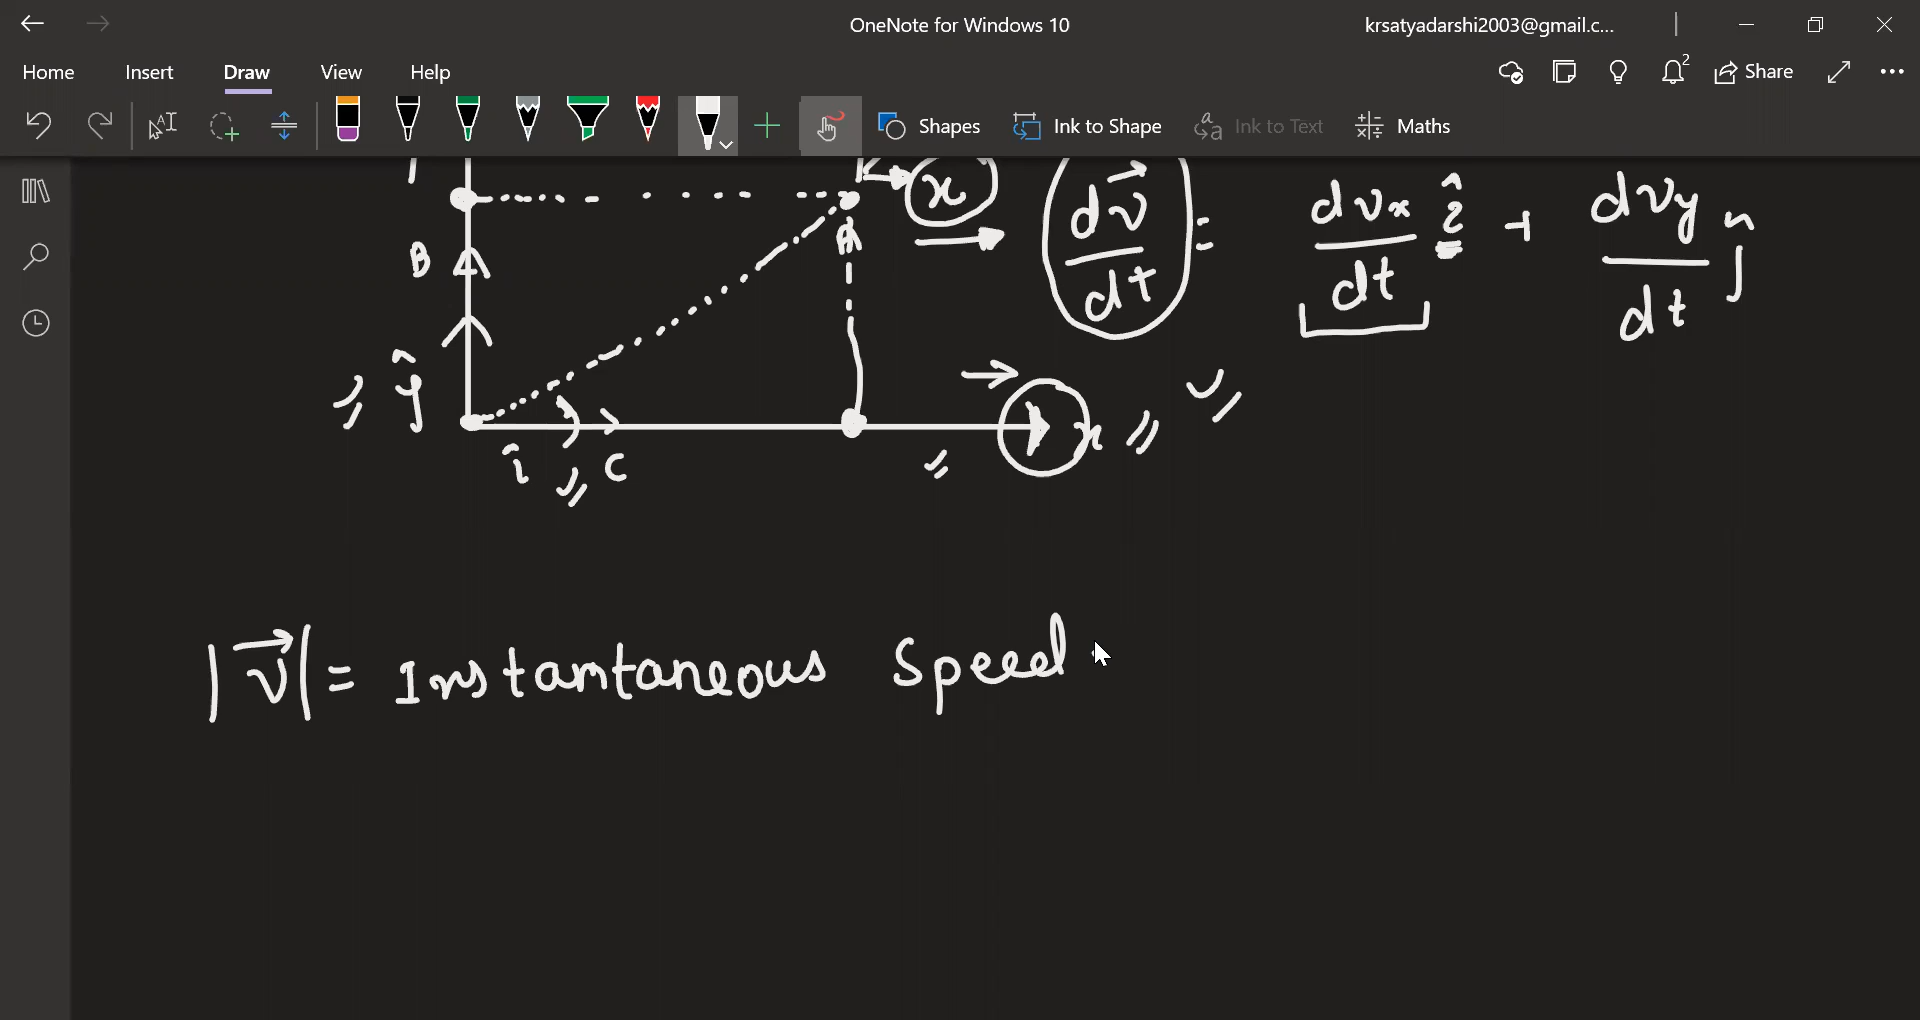 OneNote for Windows 10 krsatyadarshi2003@gmail.c...
Home Insert Draw View Help 2 Share
Shapes Ink to Shape Ink to Text Maths
x dv/dt = dvx/dt î + dvy/dt ĵ
B
ŷ
x
î C
|v⃗| = Instantaneous Speed